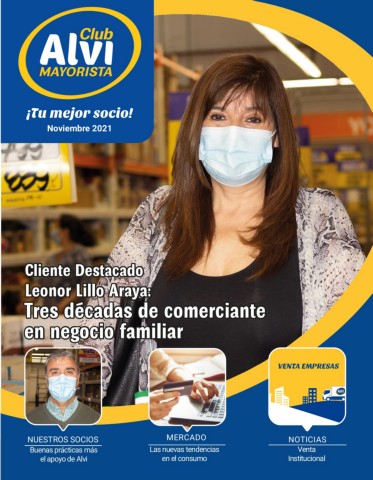 Club
Alvi
MAYORISTA
¡Tu mejor socio!
Noviembre 2021
Cliente Destacado
Leonor Lillo Araya:
Tres décadas de comerciante
en negocio familiar
VENTA EMPRESAS
NUESTROS SOCIOS
Buenas prácticas más
el apoyo de Alvi
MERCADO
Las nuevas tendencias
en el consumo
NOTICIAS
Venta
Institucional